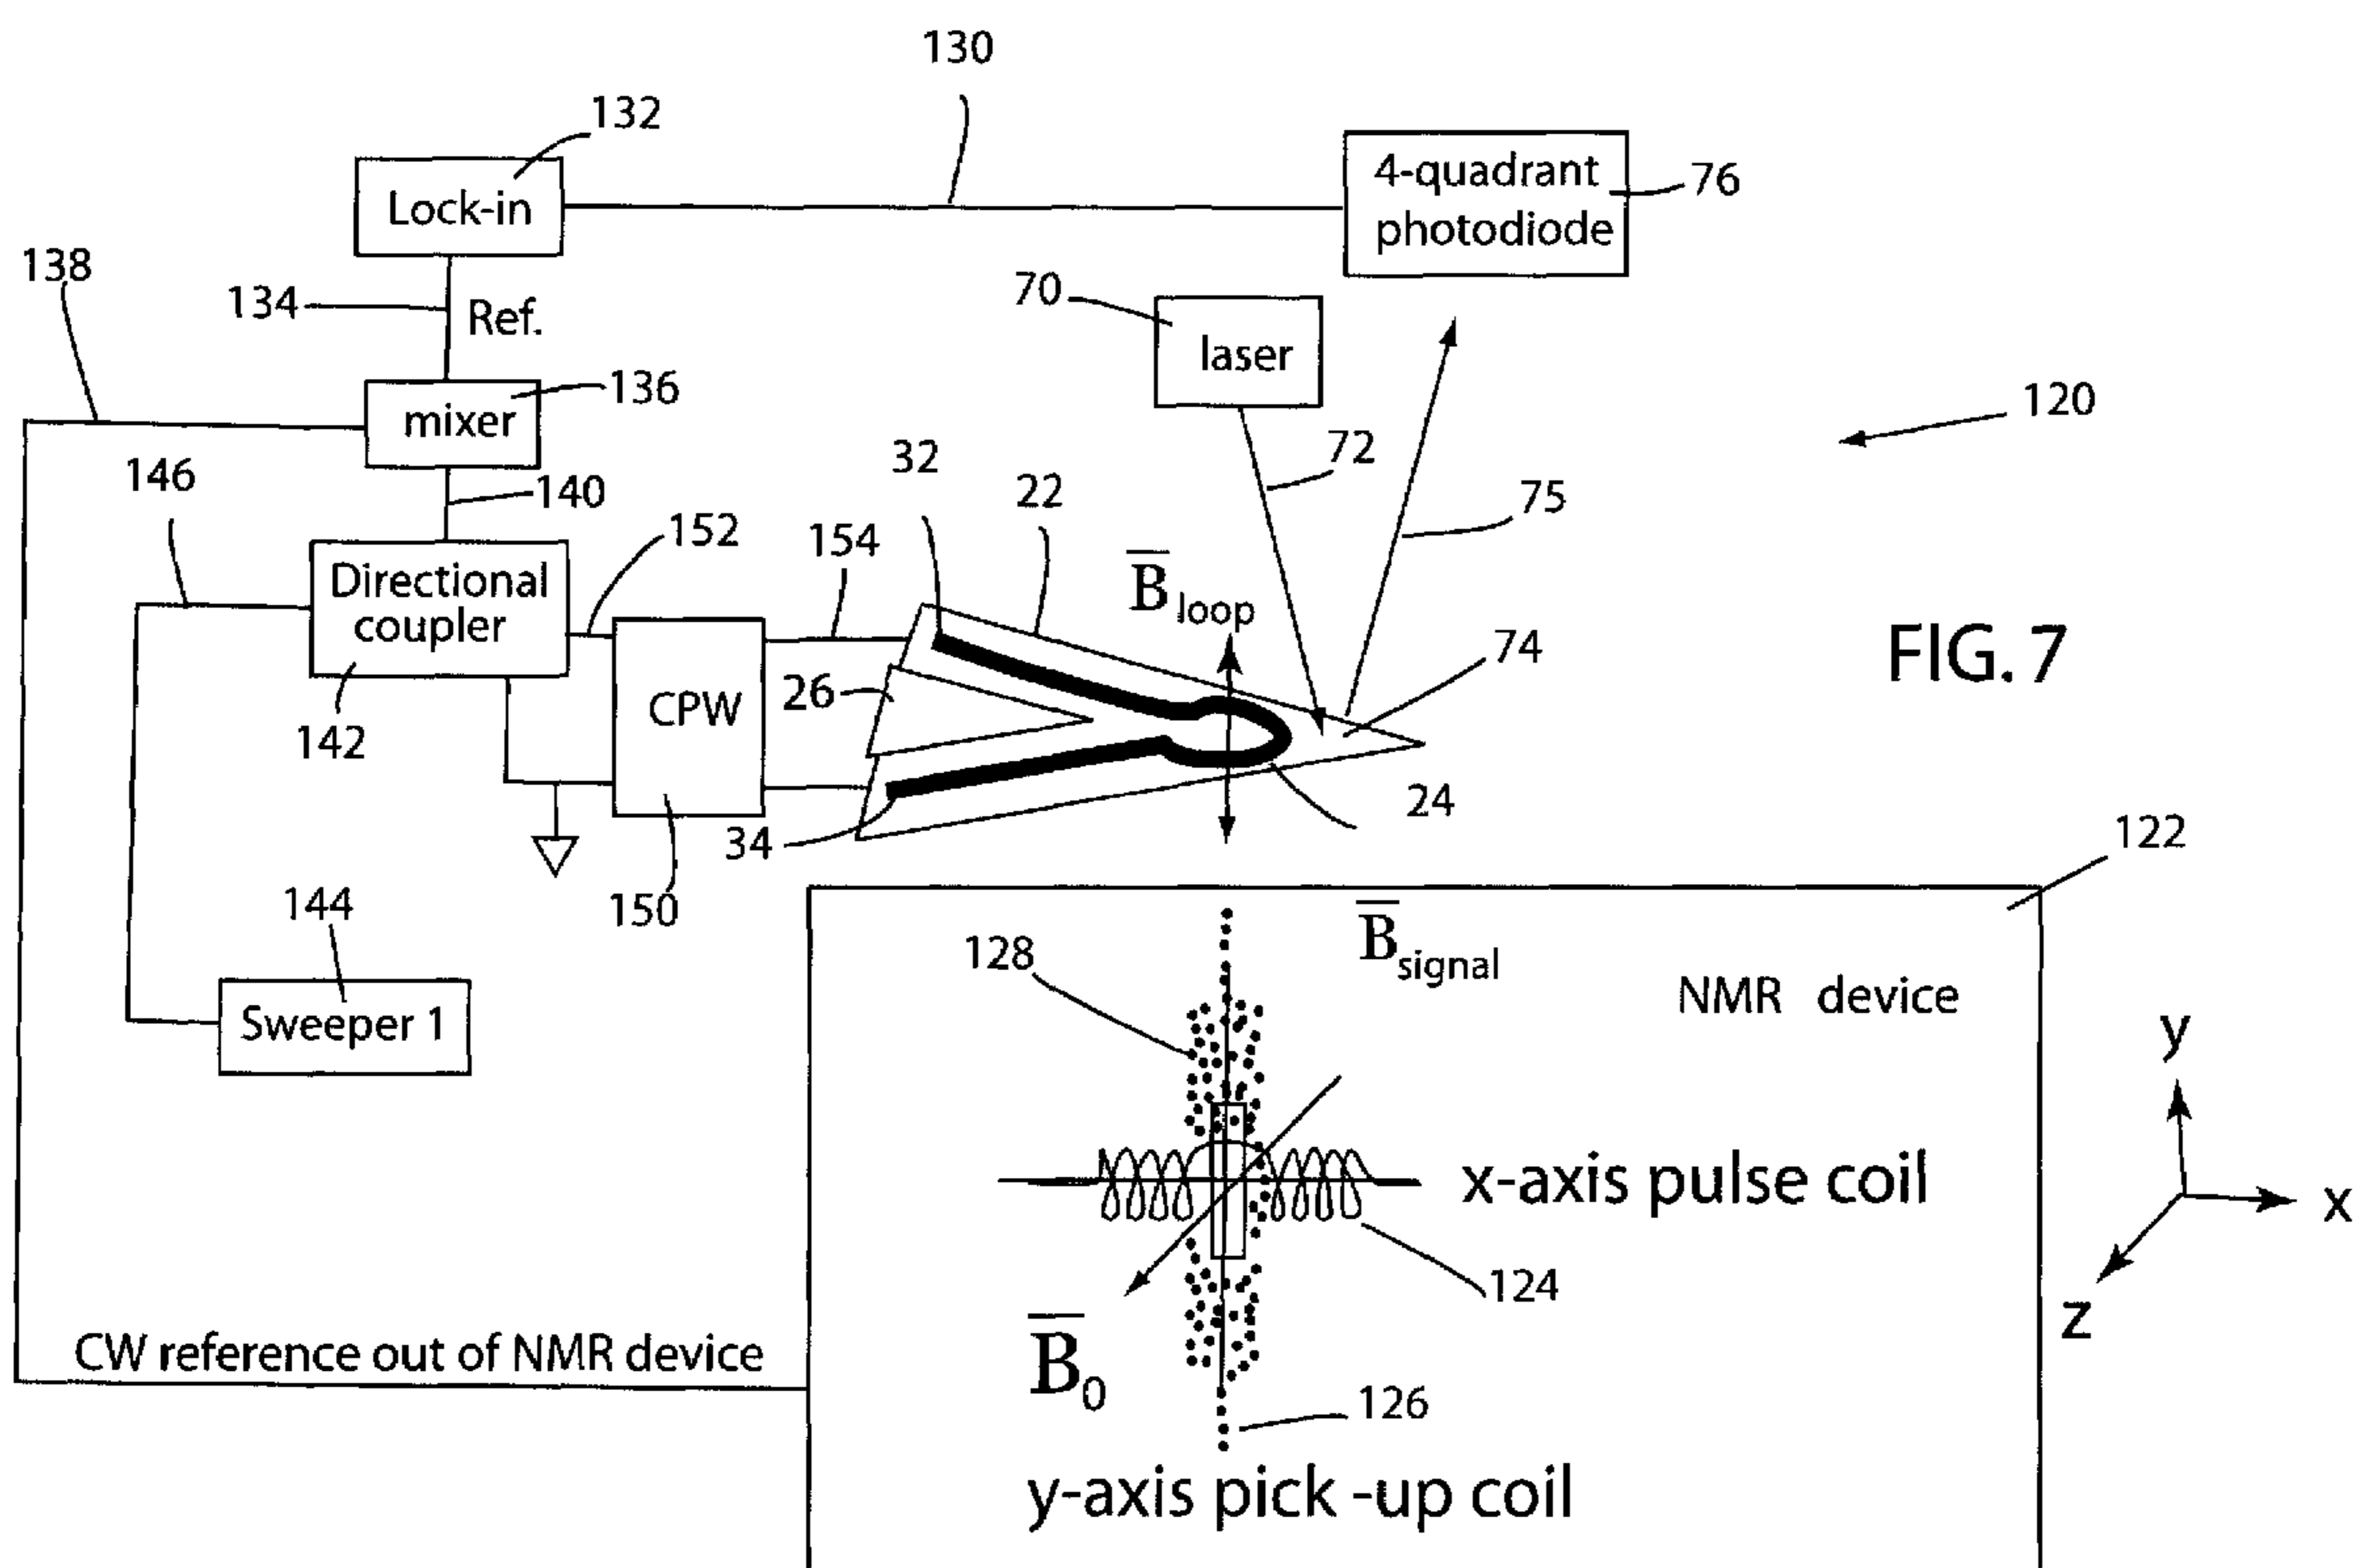 130
132
Lock-in
4-quadrant
photodiode
76
138
134
Ref.
70
laser
mixer
136
120
146
140
32
22
72
75
152
154
B loop
Directional
coupler
74
FIG. 7
26
CPW
142
24
34
122
144
150
B signal
128
NMR device
Sweeper 1
y
x-axis pulse coil
x
124
z
CW reference out of NMR device
B0
126
y-axis pick -up coil